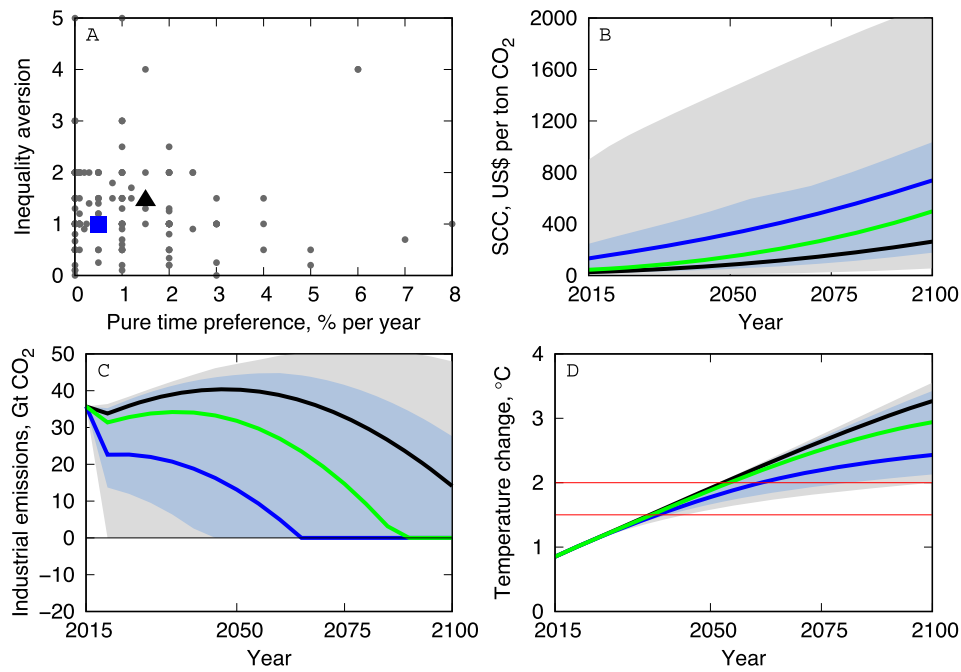 A
Inequality aversion
5
4
3
2
1
0
0 1 2 3 4 5 6 7 8
Pure time preference, % per year
B
SCC, US$ per ton CO2
2000
1600
1200
800
400
0
2015 2050 2075 2100
Year
C
Industrial emissions, Gt CO2
50
40
30
20
10
0
−10
−20
2015 2050 2075 2100
Year
D
Temperature change, °C
4
3
2
1
0
2015 2050 2075 2100
Year